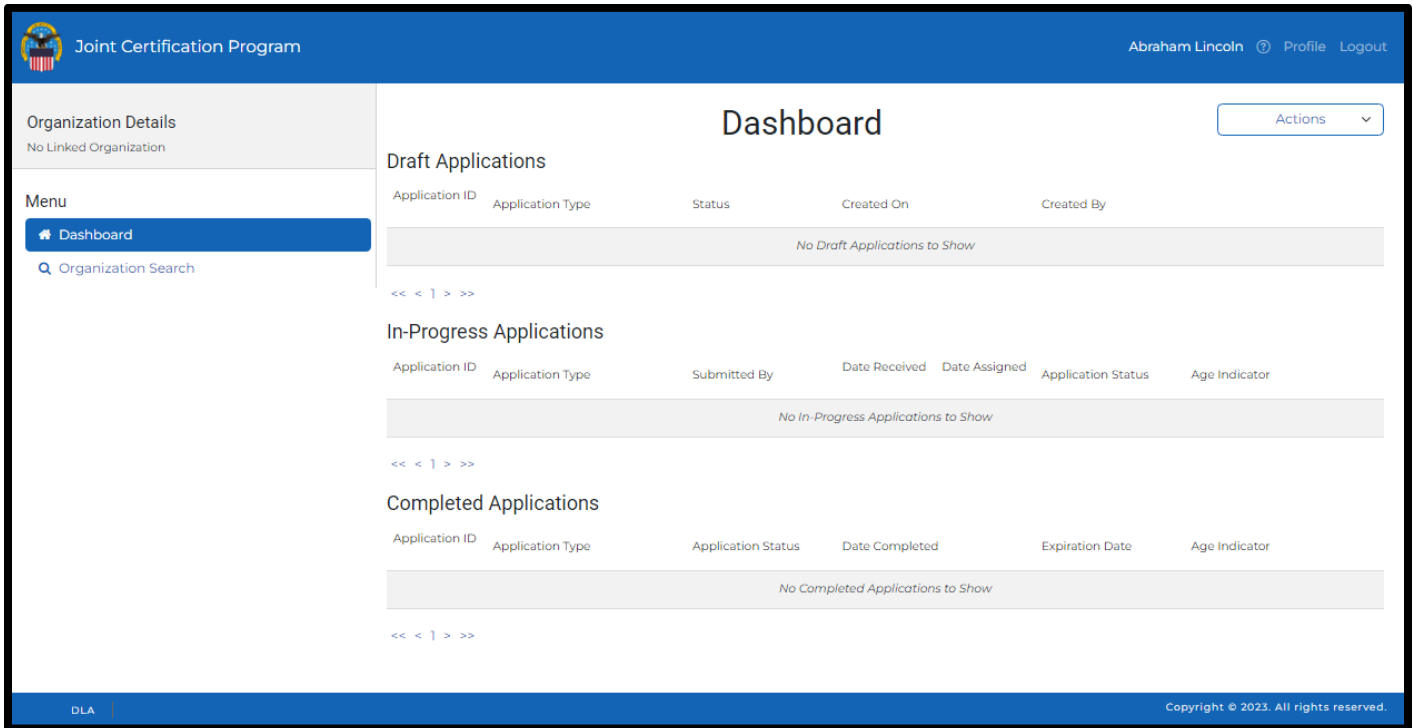 Joint Certification Program
Abraham Lincoln ? Profile Logout
Organization Details
No Linked Organization
Menu
Dashboard
Organization Search
Dashboard
Actions
Draft Applications
Application ID Application Type Status Created On Created By
No Draft Applications to Show
<< < 1 > >>
In-Progress Applications
Application ID Application Type Submitted By Date Received Date Assigned Application Status Age Indicator
No In-Progress Applications to Show
<< < 1 > >>
Completed Applications
Application ID Application Type Application Status Date Completed Expiration Date Age Indicator
No Completed Applications to Show
<< < 1 > >>
DLA
Copyright © 2023. All rights reserved.